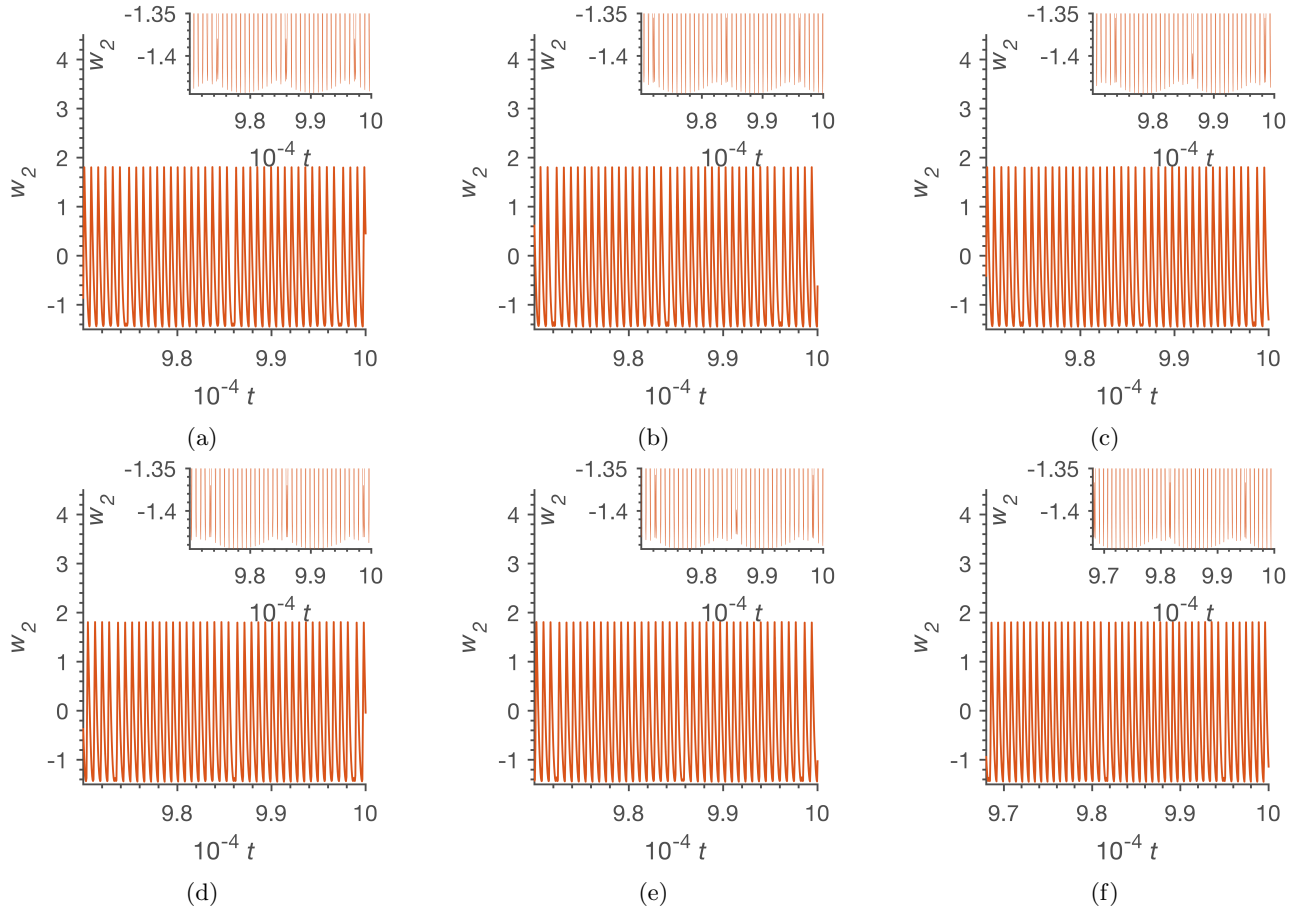 -1.35 -1.35 -1.35
4 w2 -1.4 4 w2 -1.4 4 w2 -1.4
3 9.8 9.9 10 3 9.8 9.9 10 3 9.8 9.9 10
2 10^-4 t 2 10^-4 t 2 10^-4 t
w2 w2 w2
1 1 1
0 0 0
-1 -1 -1
9.8 9.9 10 9.8 9.9 10 9.8 9.9 10
10^-4 t 10^-4 t 10^-4 t
(a) (b) (c)
-1.35 -1.35 -1.35
4 w2 -1.4 4 w2 -1.4 4 w2 -1.4
3 9.8 9.9 10 3 9.8 9.9 10 3 9.7 9.8 9.9 10
2 10^-4 t 2 10^-4 t 2 10^-4 t
w2 w2 w2
1 1 1
0 0 0
-1 -1 -1
9.8 9.9 10 9.8 9.9 10 9.7 9.8 9.9 10
10^-4 t 10^-4 t 10^-4 t
(d) (e) (f)